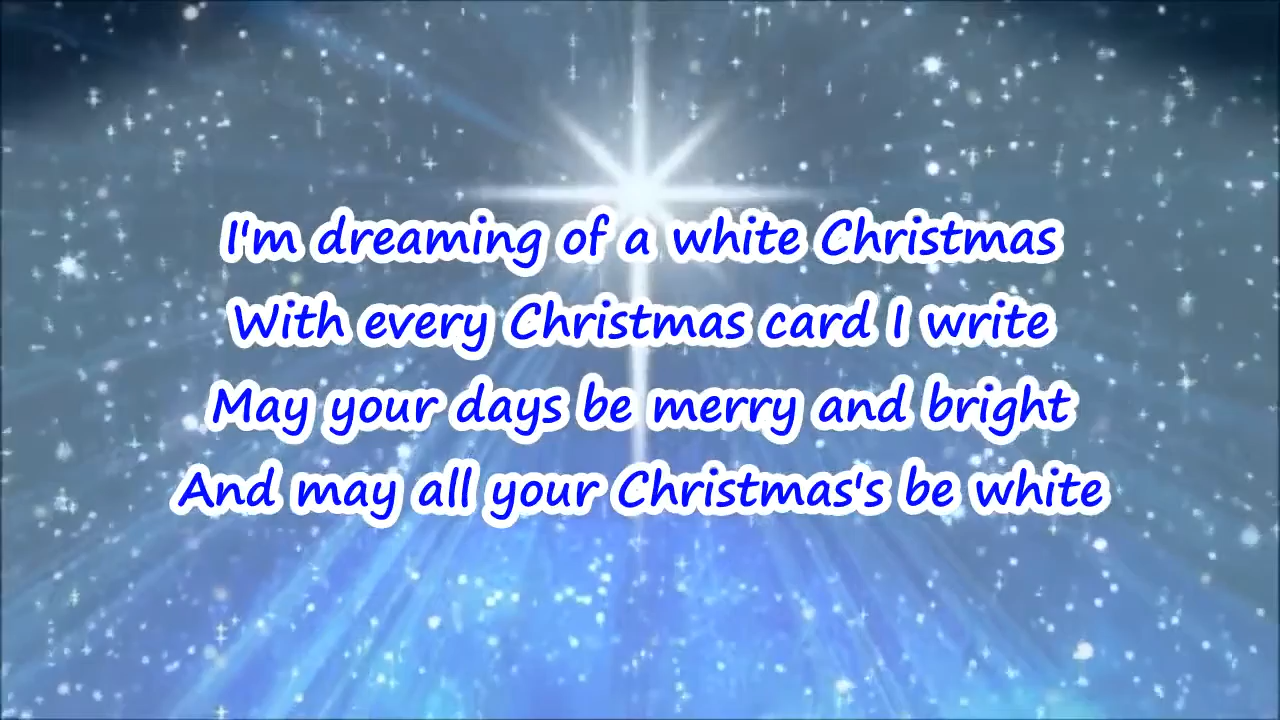 I'm dreaming of a white Christmas
With every Christmas card I write
May your days be merry and bright
And may all your Christmas's be white